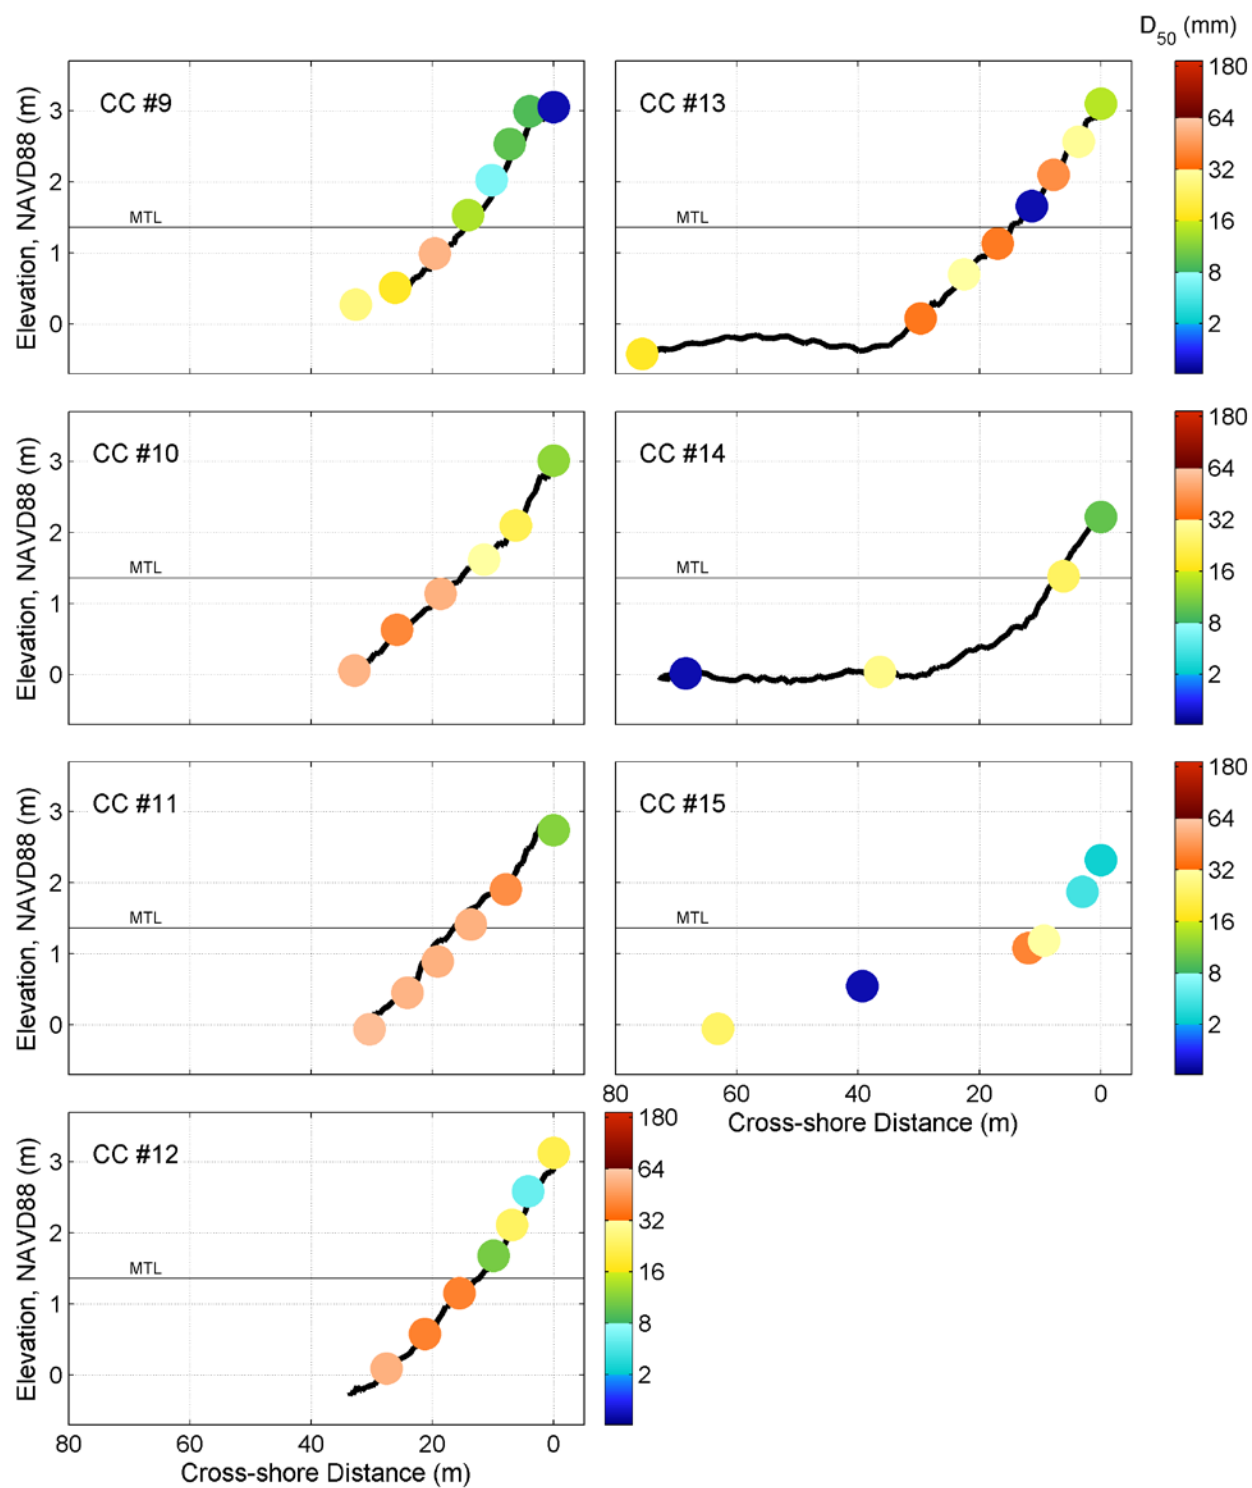 D50 (mm)
Elevation, NAVD88 (m)
3
2
1
0
CC #9
MTL
CC #13
MTL
180
64
32
16
8
2
Elevation, NAVD88 (m)
3
2
1
0
CC #10
MTL
CC #14
MTL
180
64
32
16
8
2
Elevation, NAVD88 (m)
3
2
1
0
CC #11
MTL
CC #15
MTL
80 60 40 20 0
Cross-shore Distance (m)
180
64
32
16
8
2
Elevation, NAVD88 (m)
3
2
1
0
CC #12
MTL
80 60 40 20 0
Cross-shore Distance (m)
180
64
32
16
8
2